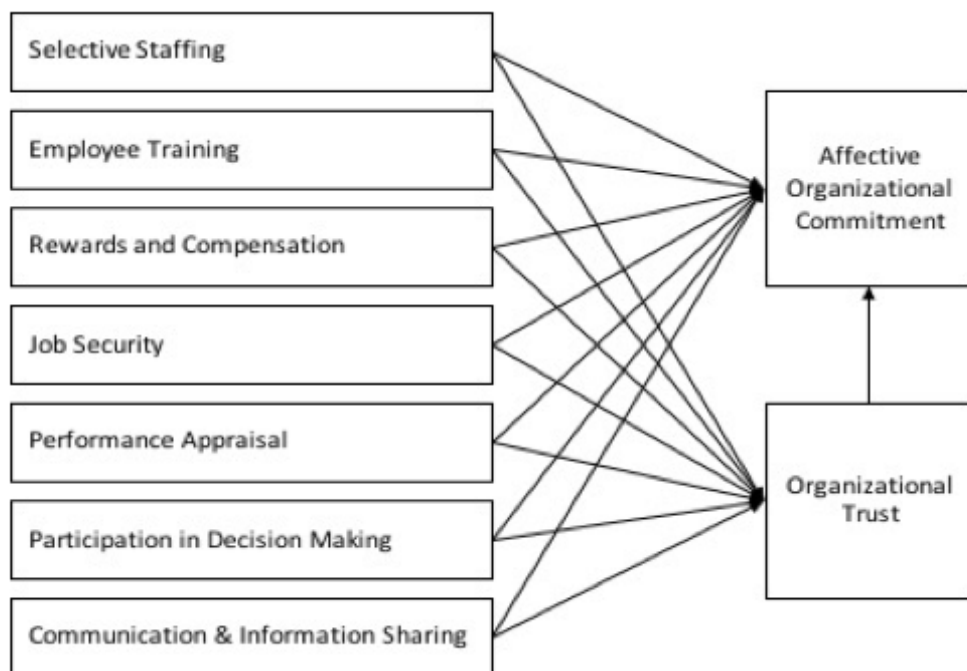 Selective Staffing
Employee Training
Rewards and Compensation
Job Security
Performance Appraisal
Participation in Decision Making
Communication & Information Sharing
Affective
Organizational
Commitment
Organizational
Trust